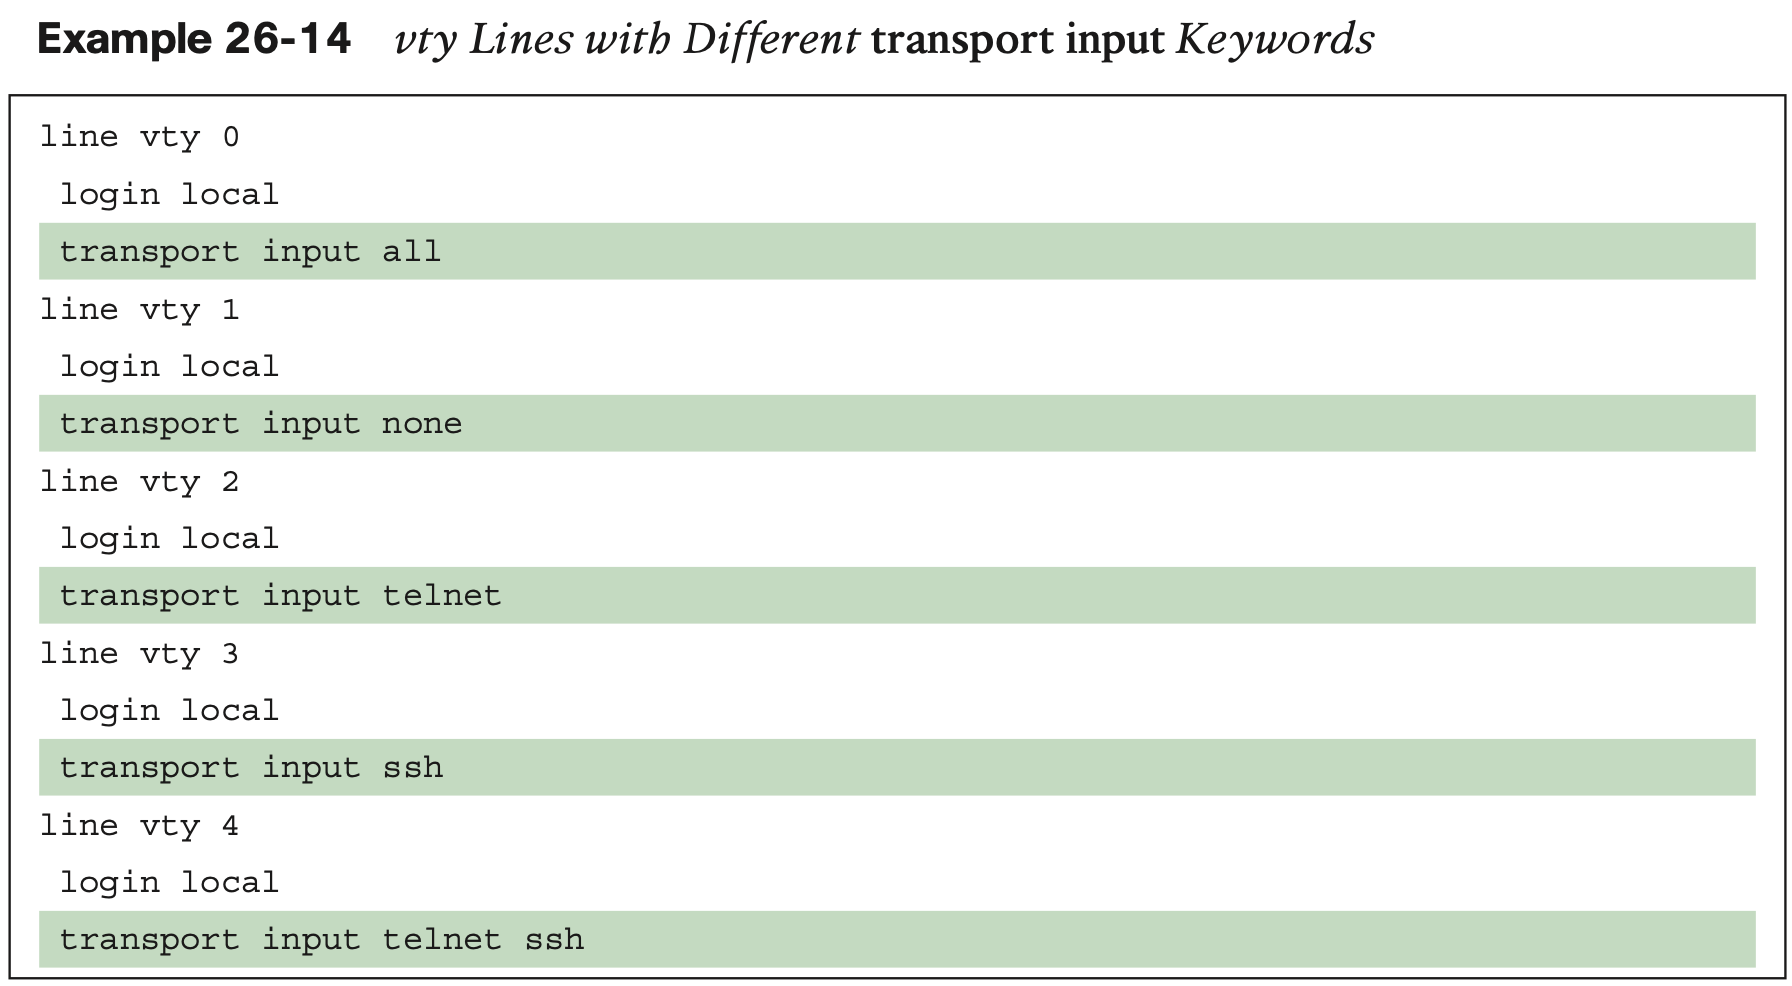 Example 26-14 vty Lines with Different transport input Keywords
line vty 0
 login local
 transport input all
line vty 1
 login local
 transport input none
line vty 2
 login local
 transport input telnet
line vty 3
 login local
 transport input ssh
line vty 4
 login local
 transport input telnet ssh